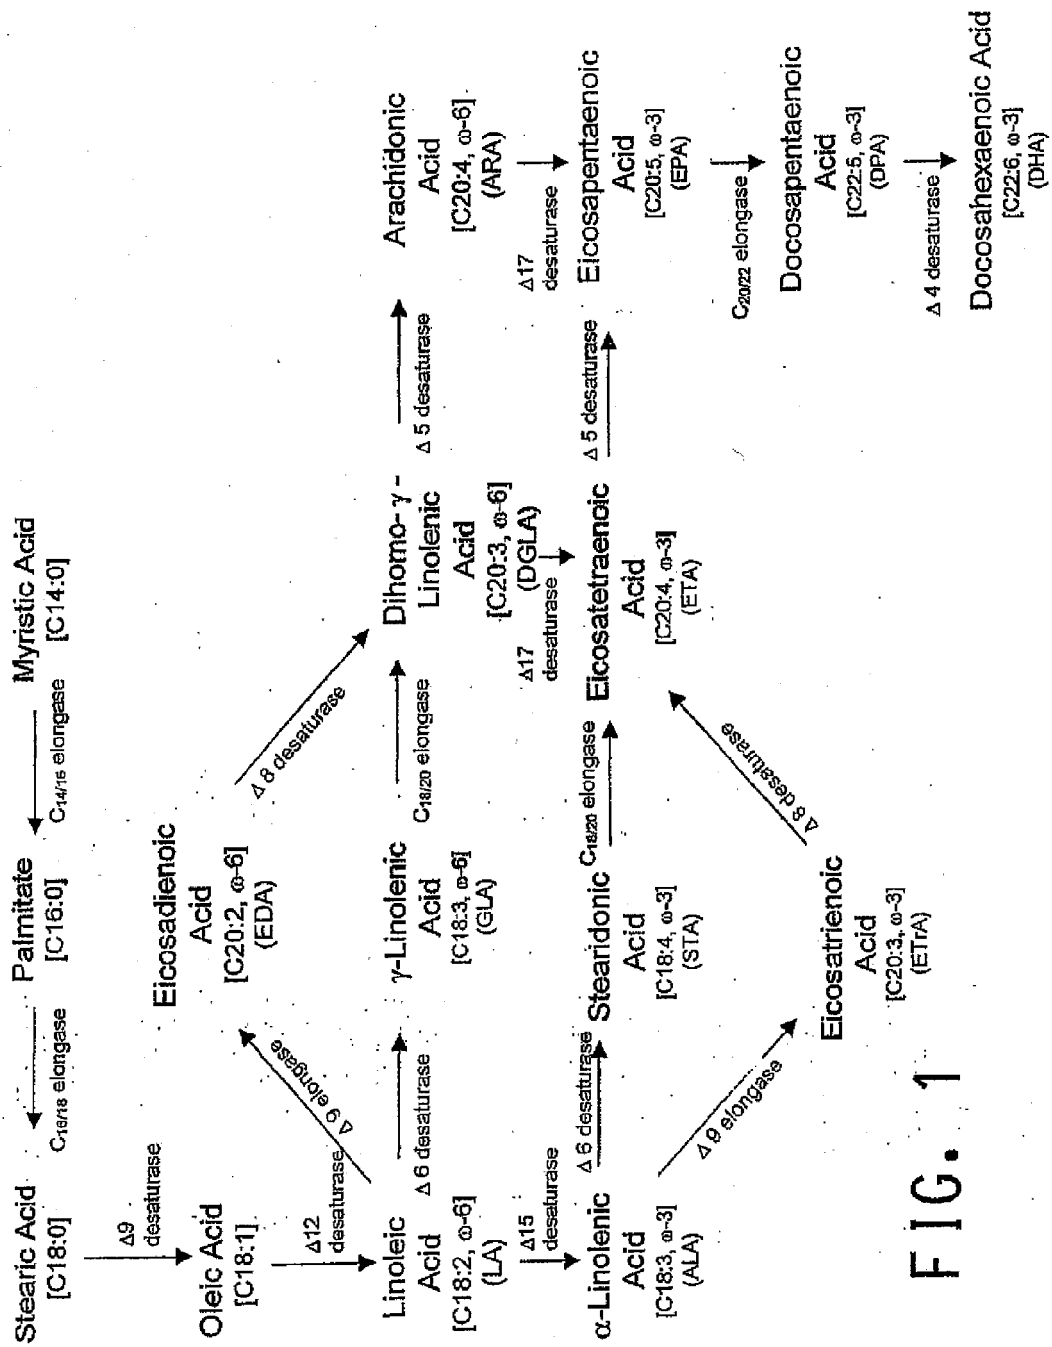 Stearic Acid
[C18:0]
C16/18 elongase
Palmitate
[C16:0]
C14/16 elongase
Myristic Acid
[C14:0]
Δ9
desaturase
Oleic Acid
[C18:1]
Δ12
desaturase
Δ 9 elongase
Eicosadienoic
Acid
[C20:2, ω-6]
(EDA)
Δ 8 desaturase
Linoleic
Acid
[C18:2, ω-6]
(LA)
Δ 6 desaturase
γ-Linolenic
Acid
[C18:3, ω-6]
(GLA)
C18/20 elongase
Dihomo- γ -
Linolenic
Acid
[C20:3, ω-6]
(DGLA)
Δ 5 desaturase
Arachidonic
Acid
[C20:4, ω-6]
(ARA)
Δ15
desaturase
Δ17
desaturase
Δ17
desaturase
α-Linolenic
Acid
[C18:3, ω-3]
(ALA)
Δ 6 desaturase
Stearidonic
Acid
[C18:4, ω-3]
(STA)
C18/20 elongase
Eicosatetraenoic
Acid
[C20:4, ω-3]
(ETA)
Δ 5 desaturase
Eicosapentaenoic
Acid
[C20:5, ω-3]
(EPA)
Δ 9 elongase
Eicosatrienoic
Acid
[C20:3, ω-3]
(ETrA)
Δ 8 desaturase
C20/22 elongase
Docosapentaenoic
Acid
[C22:5, ω-3]
(DPA)
Δ 4 desaturase
Docosahexaenoic Acid
[C22:6, ω-3]
(DHA)
FIG. 1